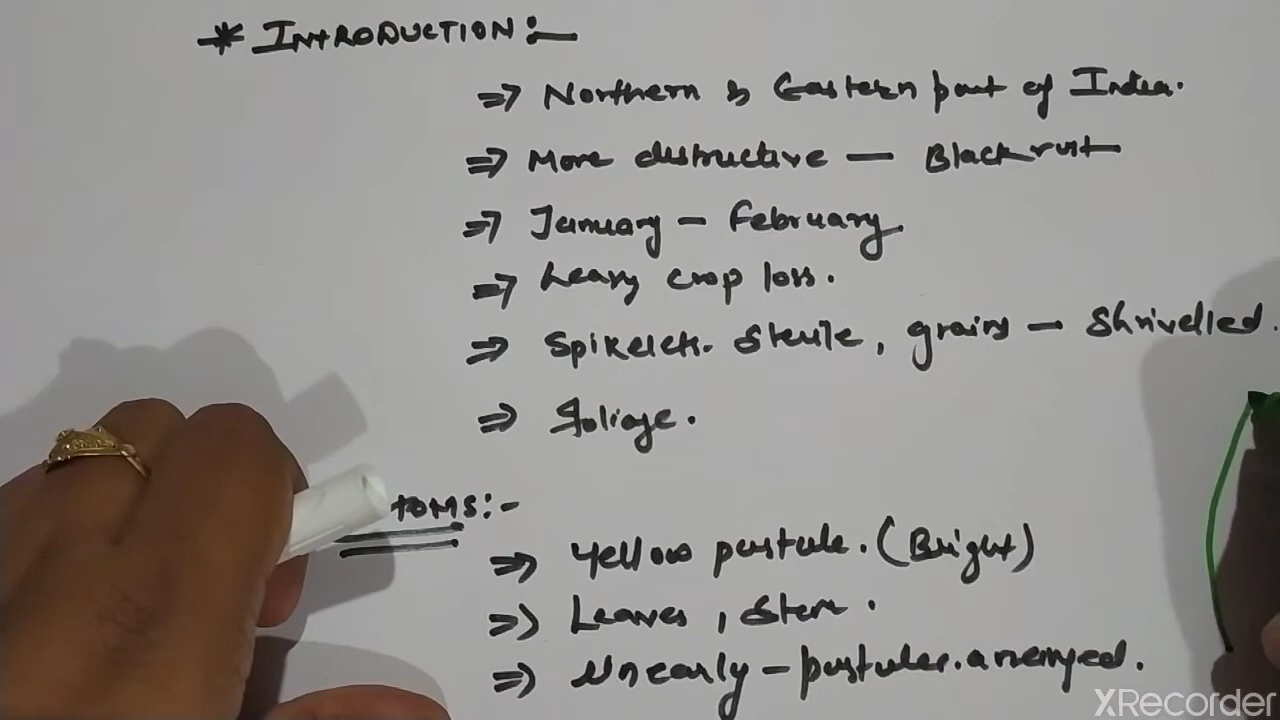 * INTRODUCTION:-
⇒ Northern & Eastern part of India.
⇒ More destructive — Black rust
⇒ January - February.
⇒ Heavy crop loss.
⇒ Spikelets. Sterile, grains — Shrivelled.
⇒ Foliage.
TOMS:-
⇒ Yellow pustule. (Bright)
⇒ Leaves, Stem.
⇒ Linearly - pustules. arranged.
XRecorder